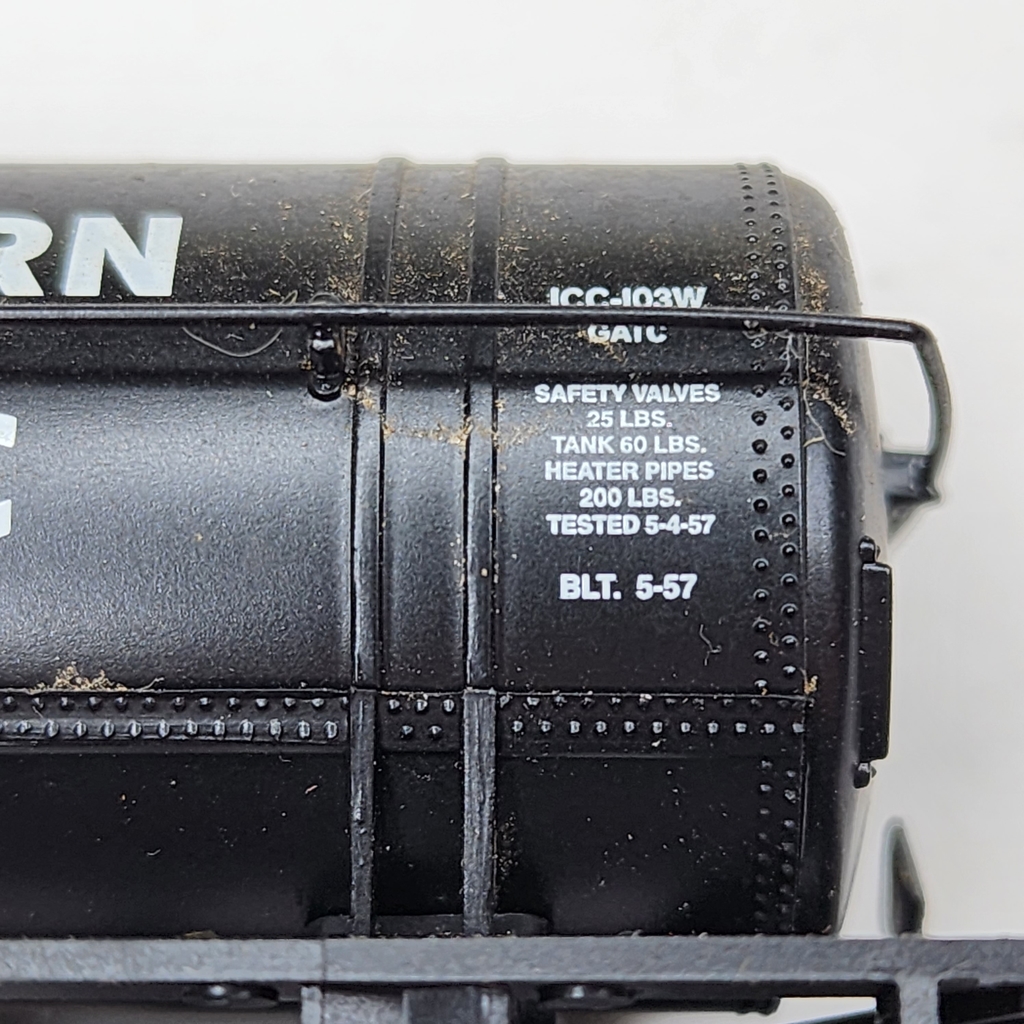 RN
ICC-103W
GATC
SAFETY VALVES
25 LBS.
TANK 60 LBS.
HEATER PIPES
200 LBS.
TESTED 5-4-57
BLT. 5-57